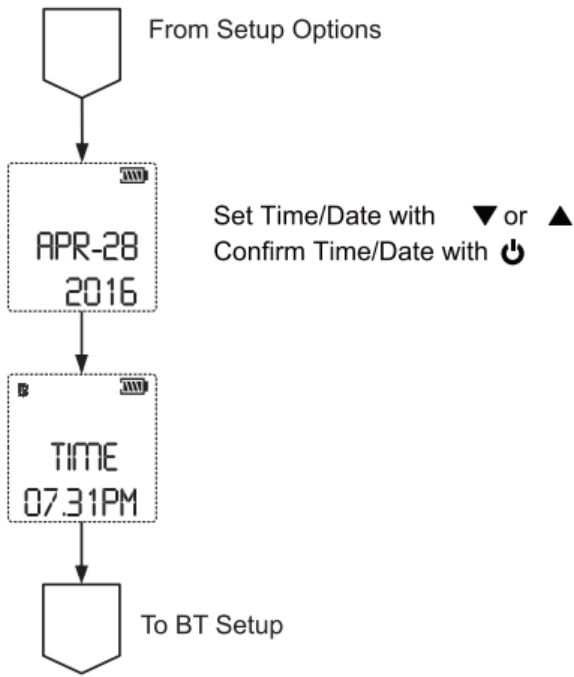 From Setup Options
APR-28
2016
Set Time/Date with ▼ or ▲
Confirm Time/Date with ⏻
TIME
07.31PM
To BT Setup